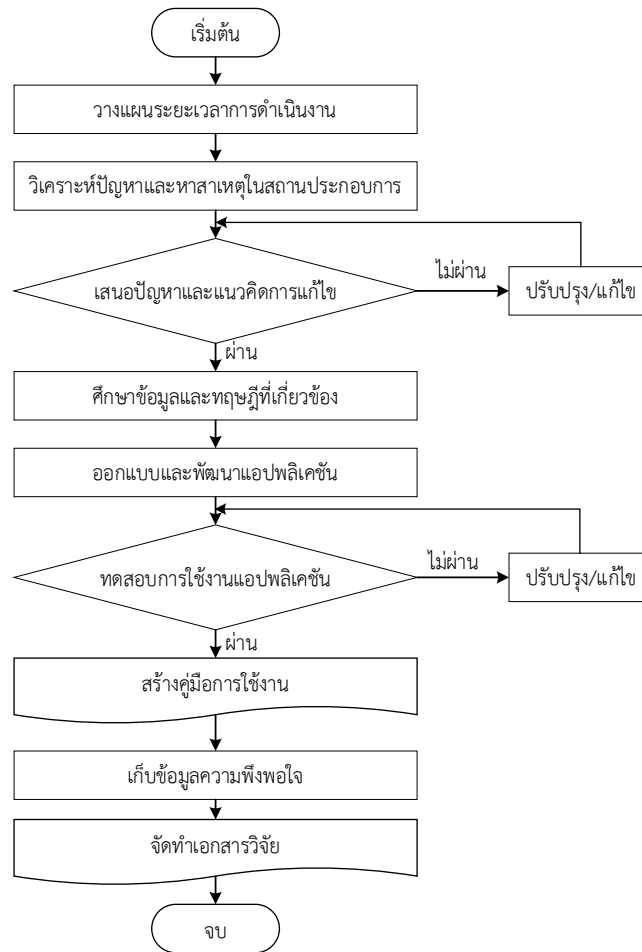 เริ่มต้น
วางแผนระยะเวลาการดำเนินงาน
วิเคราะห์ปัญหาและหาสาเหตุในสถานประกอบการ
เสนอปัญหาและแนวคิดการแก้ไข
ไม่ผ่าน
ปรับปรุง/แก้ไข
ผ่าน
ศึกษาข้อมูลและทฤษฎีที่เกี่ยวข้อง
ออกแบบและพัฒนาแอปพลิเคชัน
ทดสอบการใช้งานแอปพลิเคชัน
ไม่ผ่าน
ปรับปรุง/แก้ไข
ผ่าน
สร้างคู่มือการใช้งาน
เก็บข้อมูลความพึงพอใจ
จัดทำเอกสารวิจัย
จบ